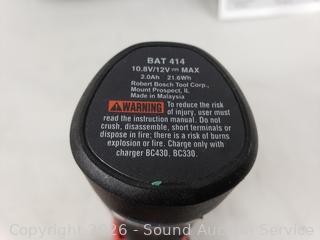 BAT 414
10.8V/12V ⎓ MAX
2.0Ah 21.6Wh
Robert Bosch Tool Corp.,
Mount Prospect, IL
Made in Malaysia
WARNING To reduce the risk
of injury, user must
read the instruction manual. Do not
crush, disassemble, short terminals or
dispose in fire; there is a risk of burns
explosion or fire. Charge only with
charger BC430, BC330.
Copyright 2026 - Sound Auction Service